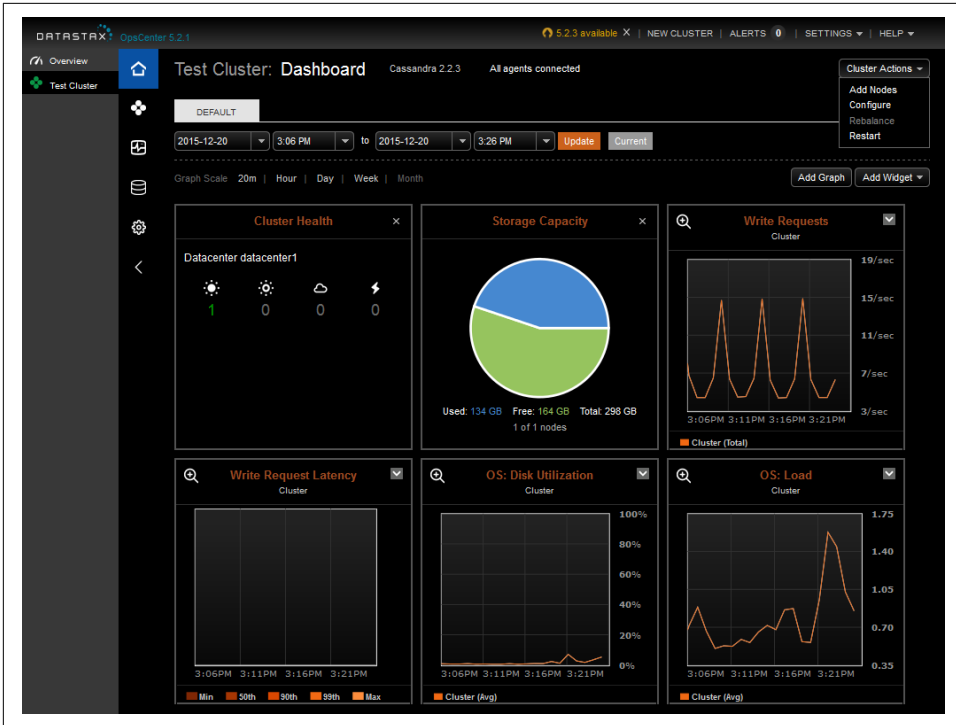 DATASTAX OpsCenter 5.2.1
5.2.3 available X | NEW CLUSTER | ALERTS 0 | SETTINGS | HELP
Overview
Test Cluster
Test Cluster: Dashboard Cassandra 2.2.3 All agents connected
Cluster Actions
Add Nodes
Configure
Rebalance
Restart
DEFAULT
2015-12-20 3:06 PM to 2015-12-20 3:26 PM Update Current
Graph Scale 20m | Hour | Day | Week | Month
Add Graph Add Widget
Cluster Health ×
Datacenter datacenter1
1 0 0 0
Storage Capacity ×
Used: 134 GB Free: 164 GB Total: 298 GB
1 of 1 nodes
Write Requests
Cluster
19/sec
15/sec
11/sec
7/sec
3/sec
3:06PM 3:11PM 3:16PM 3:21PM
Cluster (Total)
Write Request Latency
Cluster
3:06PM 3:11PM 3:16PM 3:21PM
Min 50th 90th 99th Max
OS: Disk Utilization
Cluster
100%
80%
60%
40%
20%
0%
3:06PM 3:11PM 3:16PM 3:21PM
Cluster (Avg)
OS: Load
Cluster
1.75
1.40
1.05
0.70
0.35
3:06PM 3:11PM 3:16PM 3:21PM
Cluster (Avg)